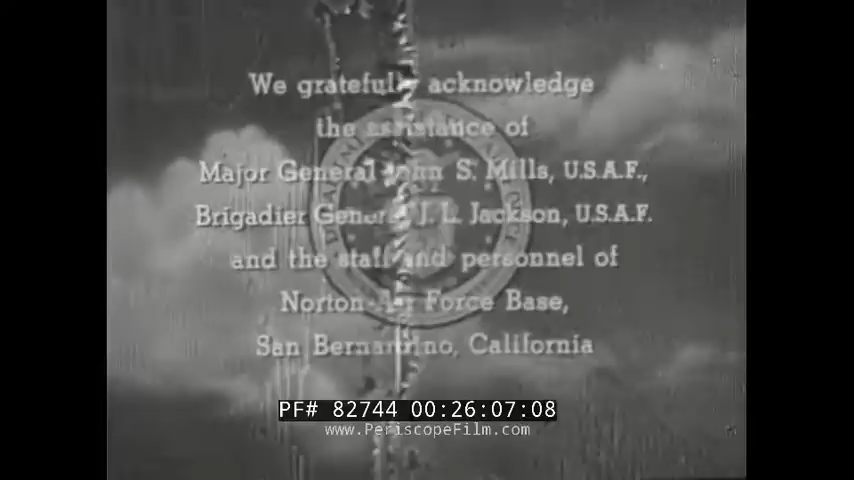 We gratefully acknowledge
the assistance of
Major General John S. Mills, U.S.A.F.,
Brigadier General J. L. Jackson, U.S.A.F.
and the staff and personnel of
Norton Air Force Base,
San Bernardino, California
PF# 82744 00:26:07:08
www.PeriscopeFilm.com